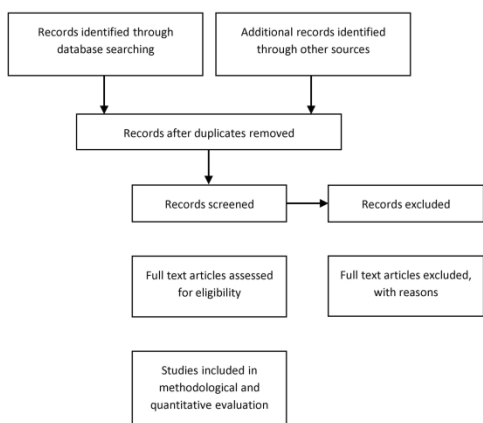 Records identified through
database searching
Additional records identified
through other sources
Records after duplicates removed
Records screened
Records excluded
Full text articles assessed
for eligibility
Full text articles excluded,
with reasons
Studies included in
methodological and
quantitative evaluation